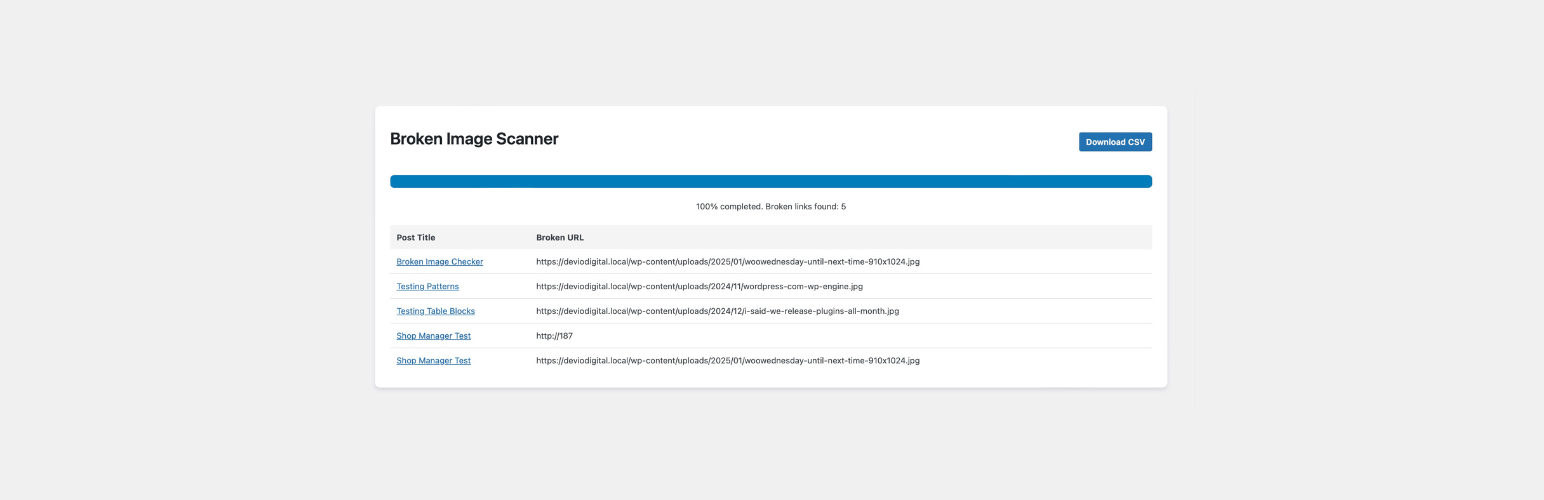 Broken Image Scanner
Download CSV
100% completed. Broken links found: 5
Post Title Broken URL
Broken Image Checker https://deviodigital.local/wp-content/uploads/2025/01/woowednesday-until-next-time-910x1024.jpg
Testing Patterns https://deviodigital.local/wp-content/uploads/2024/11/wordpress-com-wp-engine.jpg
Testing Table Blocks https://deviodigital.local/wp-content/uploads/2024/12/i-said-we-release-plugins-all-month.jpg
Shop Manager Test http://187
Shop Manager Test https://deviodigital.local/wp-content/uploads/2025/01/woowednesday-until-next-time-910x1024.jpg